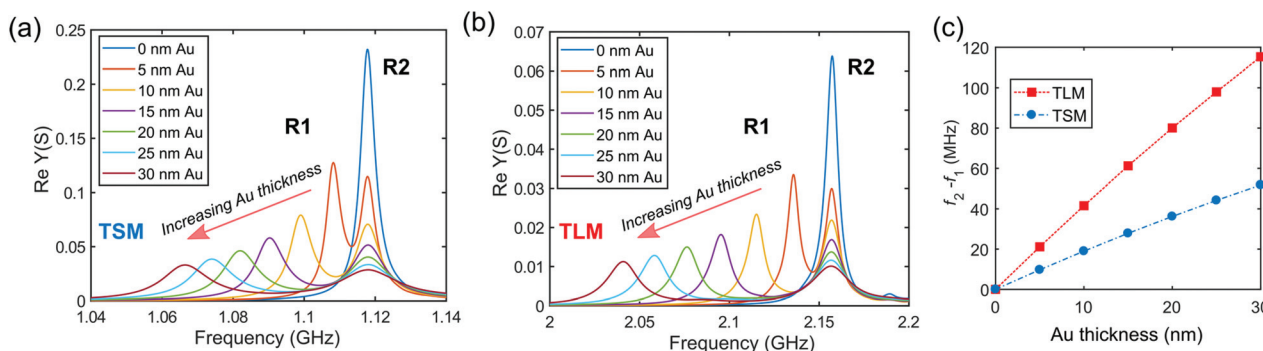 (a)
0.25
0.2
0.15
0.1
0.05
0
Re Y(S)
0 nm Au
5 nm Au
10 nm Au
15 nm Au
20 nm Au
25 nm Au
30 nm Au
R2
R1
Increasing Au thickness
TSM
1.04
1.06
1.08
1.1
1.12
1.14
Frequency (GHz)
(b)
0.07
0.06
0.05
0.04
0.03
0.02
0.01
0
Re Y(S)
0 nm Au
5 nm Au
10 nm Au
15 nm Au
20 nm Au
25 nm Au
30 nm Au
R2
R1
Increasing Au thickness
TLM
2
2.05
2.1
2.15
2.2
Frequency (GHz)
(c)
120
100
80
60
40
20
0
f2 -f1 (MHz)
TLM
TSM
0
10
20
30
Au thickness (nm)